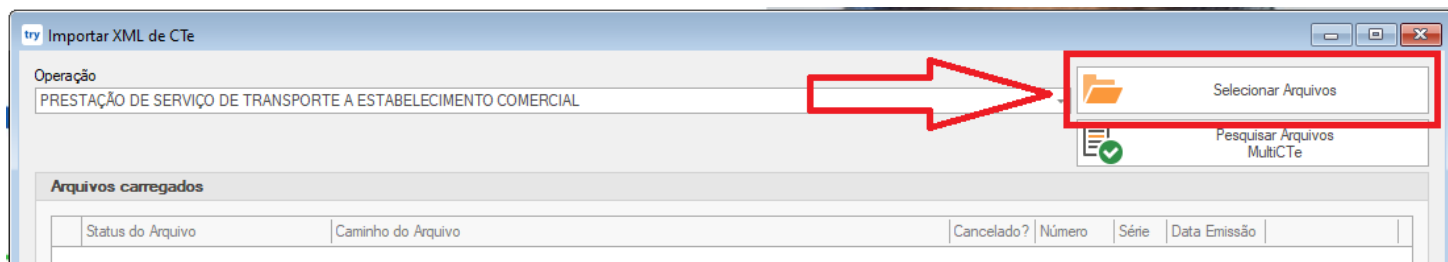 try Importar XML de CTe
Operação
PRESTAÇÃO DE SERVIÇO DE TRANSPORTE A ESTABELECIMENTO COMERCIAL
Selecionar Arquivos
Pesquisar Arquivos
MultiCTe
Arquivos carregados
Status do Arquivo Caminho do Arquivo Cancelado? Número Série Data Emissão